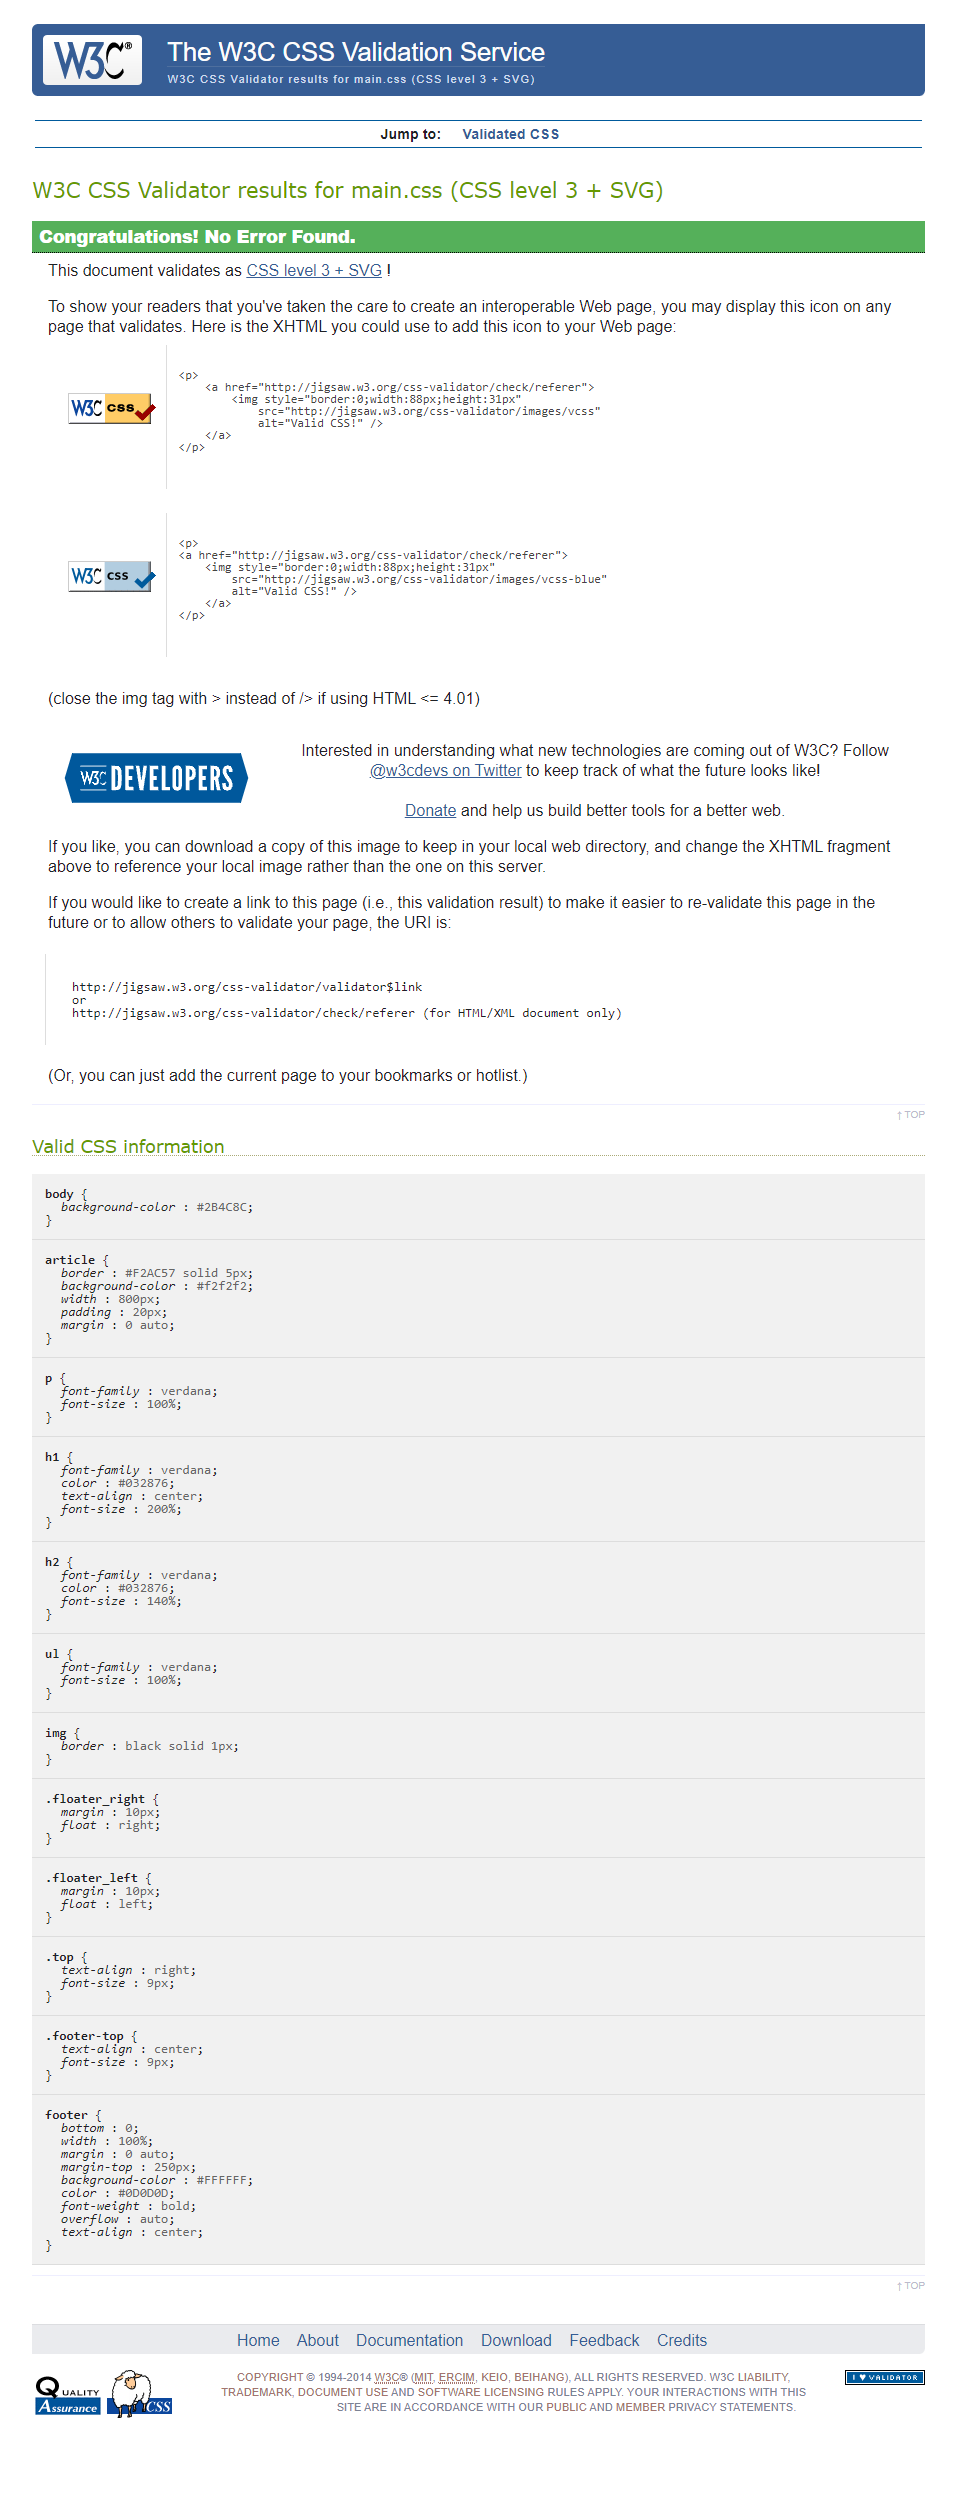 W3C®
The W3C CSS Validation Service
W3C CSS Validator results for main.css (CSS level 3 + SVG)
Jump to: Validated CSS
W3C CSS Validator results for main.css (CSS level 3 + SVG)
Congratulations! No Error Found.
This document validates as CSS level 3 + SVG !
To show your readers that you've taken the care to create an interoperable Web page, you may display this icon on any
page that validates. Here is the XHTML you could use to add this icon to your Web page:
W3C css
<p>
<a href="http://jigsaw.w3.org/css-validator/check/referer">
<img style="border:0;width:88px;height:31px"
src="http://jigsaw.w3.org/css-validator/images/vcss"
alt="Valid CSS!" />
</a>
</p>
W3C css
<p>
<a href="http://jigsaw.w3.org/css-validator/check/referer">
<img style="border:0;width:88px;height:31px"
src="http://jigsaw.w3.org/css-validator/images/vcss-blue"
alt="Valid CSS!" />
</a>
</p>
(close the img tag with > instead of /> if using HTML <= 4.01)
W3C DEVELOPERS
Interested in understanding what new technologies are coming out of W3C? Follow
@w3cdevs on Twitter to keep track of what the future looks like!
Donate and help us build better tools for a better web.
If you like, you can download a copy of this image to keep in your local web directory, and change the XHTML fragment
above to reference your local image rather than the one on this server.
If you would like to create a link to this page (i.e., this validation result) to make it easier to re-validate this page in the
future or to allow others to validate your page, the URI is:
http://jigsaw.w3.org/css-validator/validator$link
or
http://jigsaw.w3.org/css-validator/check/referer (for HTML/XML document only)
(Or, you can just add the current page to your bookmarks or hotlist.)
↑ TOP
Valid CSS information
body {
background-color : #2B4C8C;
}
article {
border : #F2AC57 solid 5px;
background-color : #f2f2f2;
width : 800px;
padding : 20px;
margin : 0 auto;
}
p {
font-family : verdana;
font-size : 100%;
}
h1 {
font-family : verdana;
color : #032876;
text-align : center;
font-size : 200%;
}
h2 {
font-family : verdana;
color : #032876;
font-size : 140%;
}
ul {
font-family : verdana;
font-size : 100%;
}
img {
border : black solid 1px;
}
.floater_right {
margin : 10px;
float : right;
}
.floater_left {
margin : 10px;
float : left;
}
.top {
text-align : right;
font-size : 9px;
}
.footer-top {
text-align : center;
font-size : 9px;
}
footer {
bottom : 0;
width : 100%;
margin : 0 auto;
margin-top : 250px;
background-color : #FFFFFF;
color : #0D0D0D;
font-weight : bold;
overflow : auto;
text-align : center;
}
↑ TOP
Home About Documentation Download Feedback Credits
Quality
Assurance
CSS
COPYRIGHT © 1994-2014 W3C® (MIT, ERCIM, KEIO, BEIHANG), ALL RIGHTS RESERVED. W3C LIABILITY,
TRADEMARK, DOCUMENT USE AND SOFTWARE LICENSING RULES APPLY. YOUR INTERACTIONS WITH THIS
SITE ARE IN ACCORDANCE WITH OUR PUBLIC AND MEMBER PRIVACY STATEMENTS.
I ♥ VALIDATOR